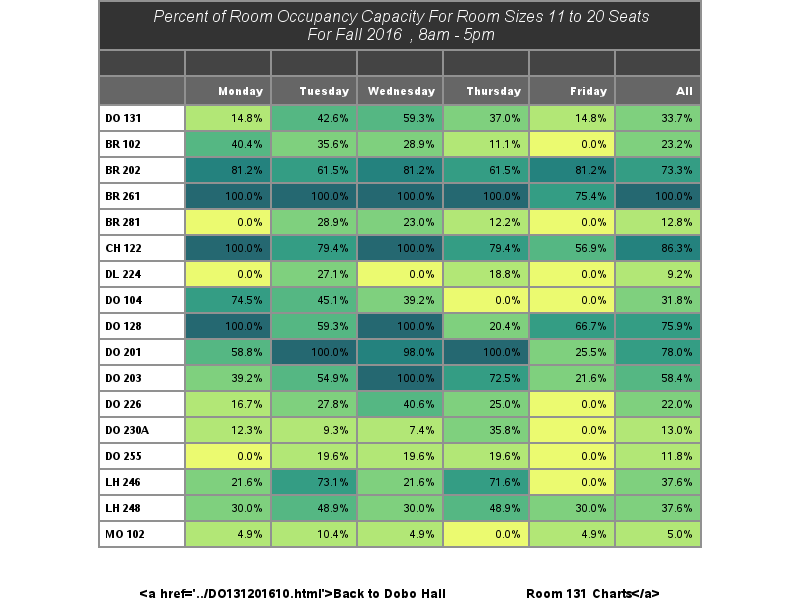 Percent of Room Occupancy Capacity For Room Sizes 11 to 20 Seats
For Fall 2016 , 8am - 5pm
Monday Tuesday Wednesday Thursday Friday All
DO 131 14.8% 42.6% 59.3% 37.0% 14.8% 33.7%
BR 102 40.4% 35.6% 28.9% 11.1% 0.0% 23.2%
BR 202 81.2% 61.5% 81.2% 61.5% 81.2% 73.3%
BR 261 100.0% 100.0% 100.0% 100.0% 75.4% 100.0%
BR 281 0.0% 28.9% 23.0% 12.2% 0.0% 12.8%
CH 122 100.0% 79.4% 100.0% 79.4% 56.9% 86.3%
DL 224 0.0% 27.1% 0.0% 18.8% 0.0% 9.2%
DO 104 74.5% 45.1% 39.2% 0.0% 0.0% 31.8%
DO 128 100.0% 59.3% 100.0% 20.4% 66.7% 75.9%
DO 201 58.8% 100.0% 98.0% 100.0% 25.5% 78.0%
DO 203 39.2% 54.9% 100.0% 72.5% 21.6% 58.4%
DO 226 16.7% 27.8% 40.6% 25.0% 0.0% 22.0%
DO 230A 12.3% 9.3% 7.4% 35.8% 0.0% 13.0%
DO 255 0.0% 19.6% 19.6% 19.6% 0.0% 11.8%
LH 246 21.6% 73.1% 21.6% 71.6% 0.0% 37.6%
LH 248 30.0% 48.9% 30.0% 48.9% 30.0% 37.6%
MO 102 4.9% 10.4% 4.9% 0.0% 4.9% 5.0%
<a href='../DO131201610.html'>Back to Dobo Hall Room 131 Charts</a>